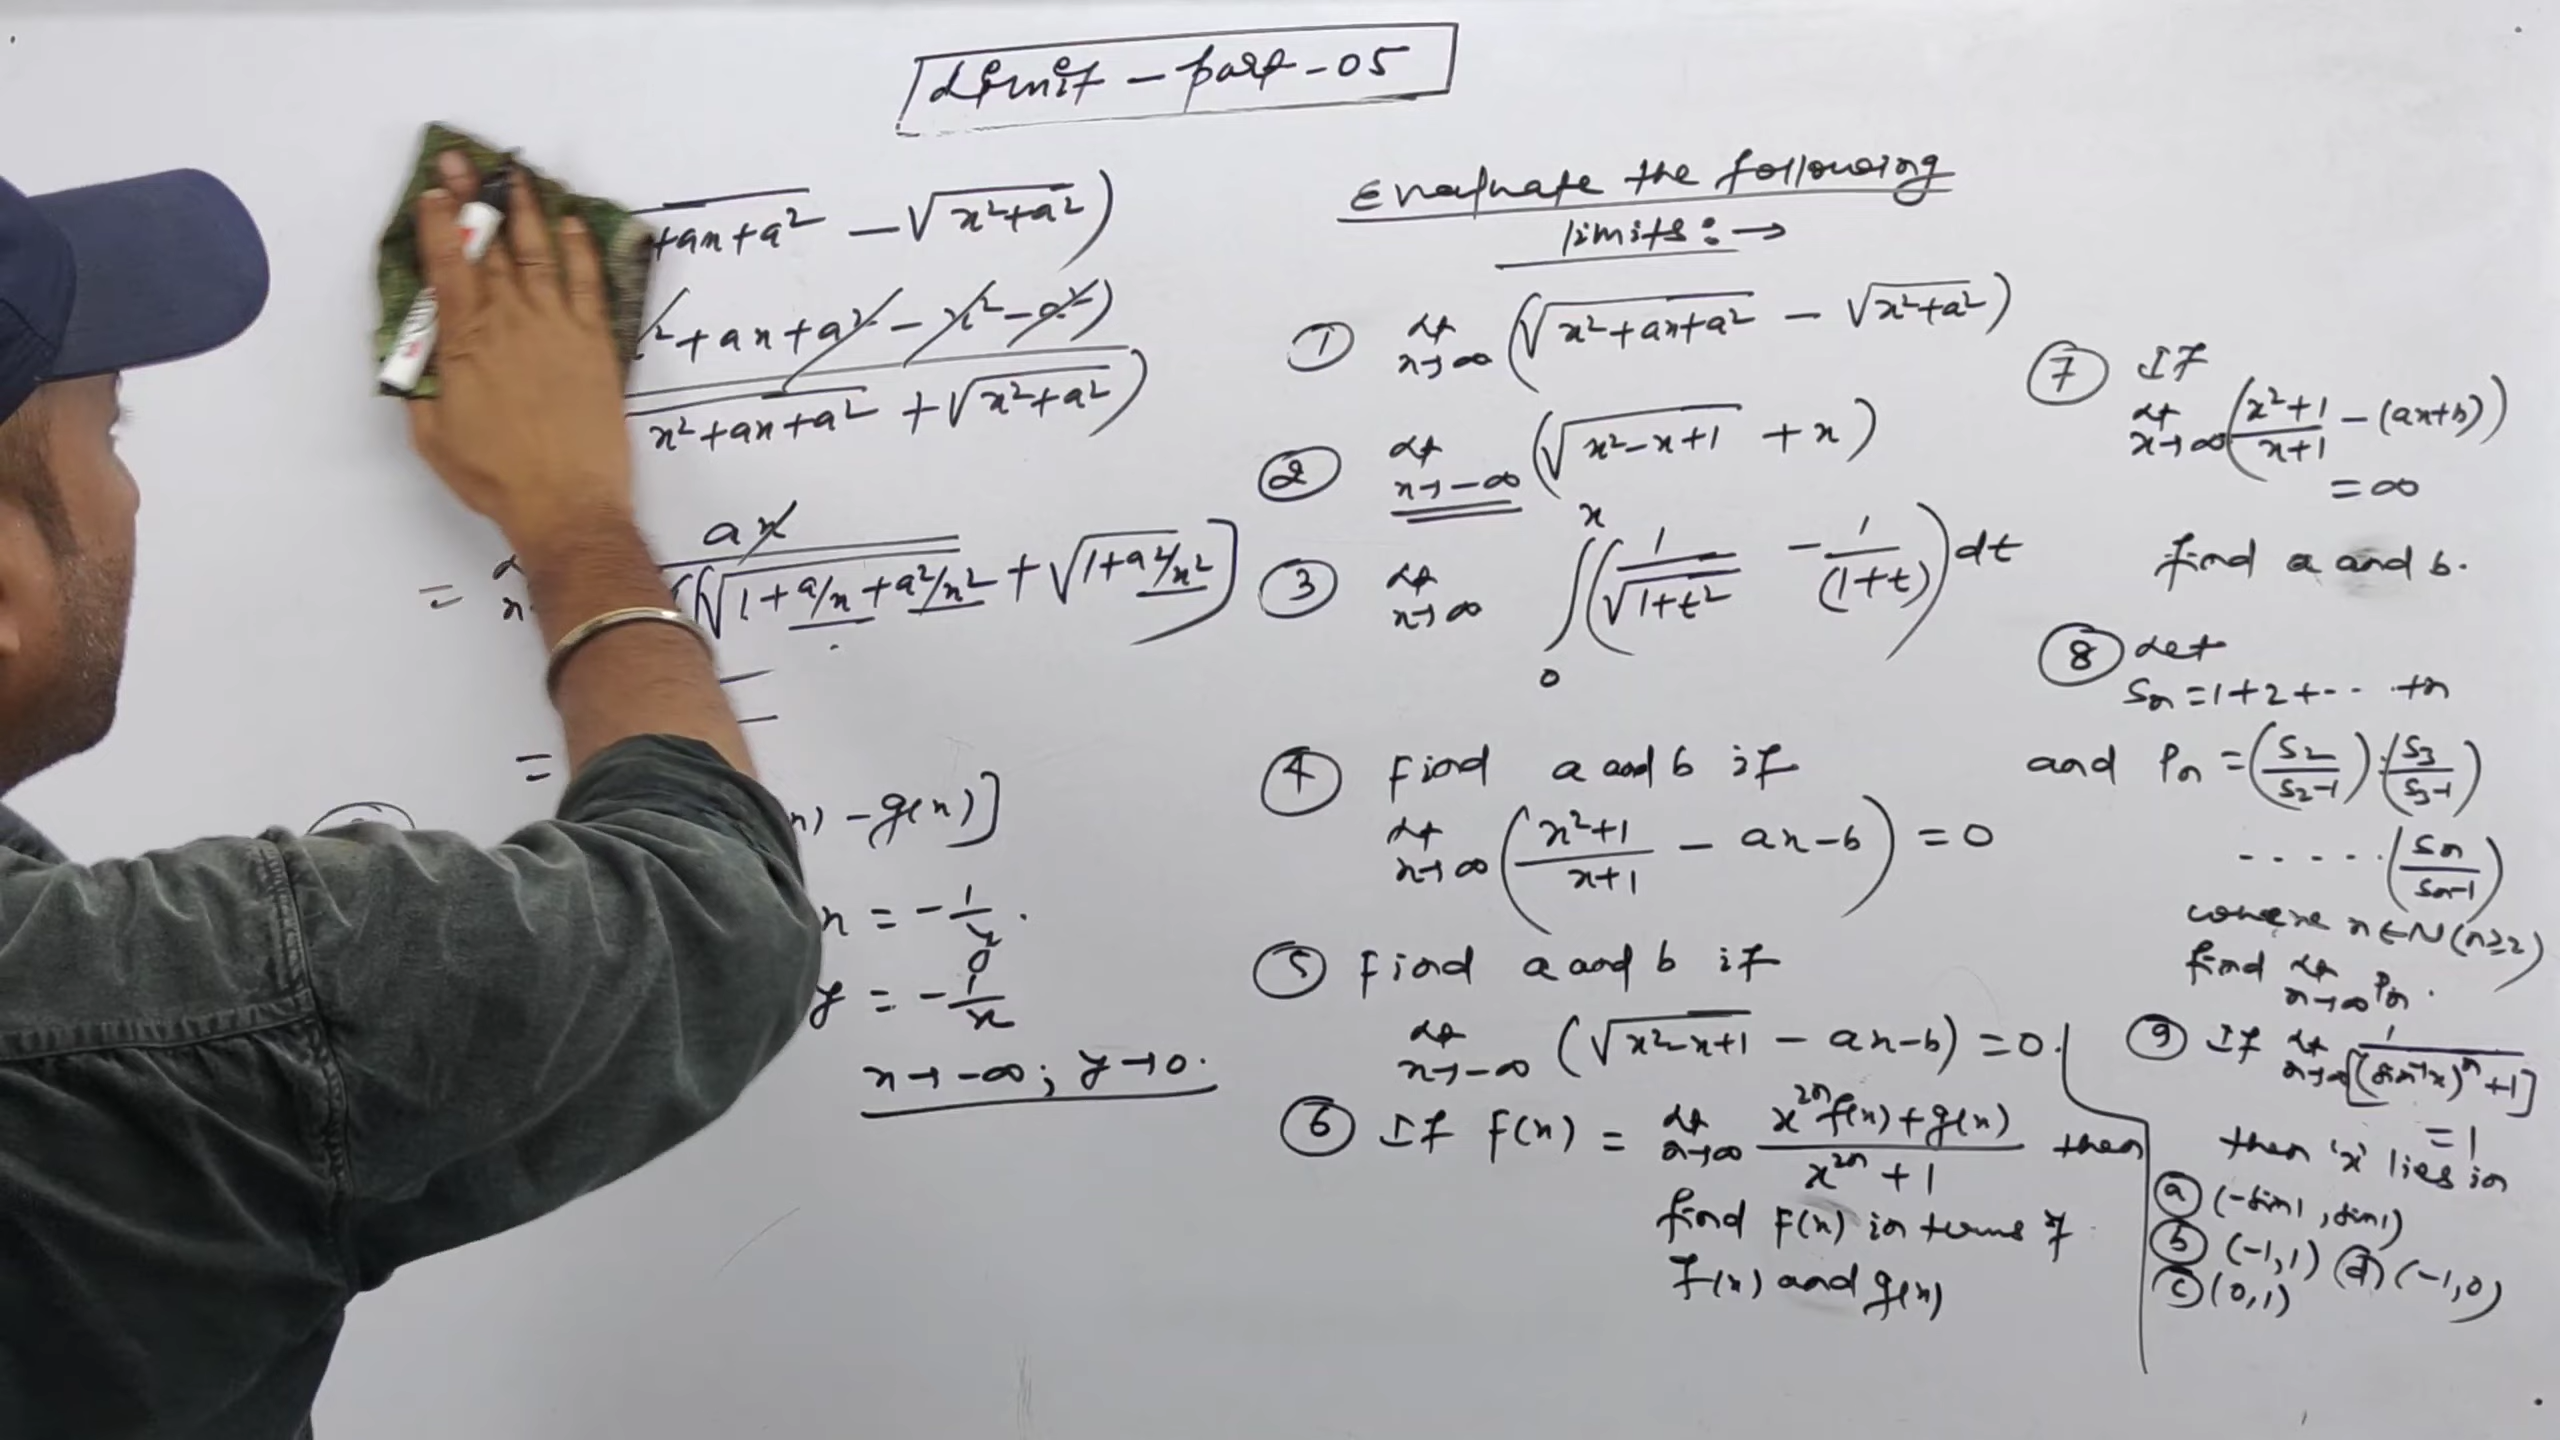 Limit - part - 05
+ax+a² - √x²+a²)
x²+ax+a²-x²-a²)
x²+ax+a² + √x²+a²)
ax
= (√1+a/x+a²/x² + √1+a²/x²]
=
) - g(x)]
x = -1/y.
y = -1/x
x→-∞; y→0.
Evaluate the following
limits: →
① Lt x→∞ (√x²+ax+a² - √x²+a²)
② Lt x→-∞ (√x²-x+1 + x)
③ Lt x→∞ ∫₀ˣ (1/√1+t² - 1/(1+t)) dt
④ Find a and b if
Lt x→∞ (x²+1/x+1 - ax-b) = 0
⑤ Find a and b if
Lt x→-∞ (√x²-x+1 - ax-b) = 0.
⑥ If F(x) = Lt n→∞ x²ⁿf(x)+g(x)/x²ⁿ+1 then
find F(x) in terms of
f(x) and g(x)
⑦ If
Lt x→∞ (x²+1/x+1 - (ax+b))
= ∞
find a and b.
⑧ Let
Sn = 1+2+... +n
and Pn = (S2/S2-1).(S3/S3-1)
.....(Sn/Sn-1)
where n∈N (n≥2)
find Lt n→∞ Pn.
⑨ If Lt n→∞ 1/[(sin⁻¹x)ⁿ+1]
= 1
then 'x' lies in
ⓐ (-sin1, sin1)
ⓑ (-1,1) ⓓ (-1,0)
ⓒ (0,1)